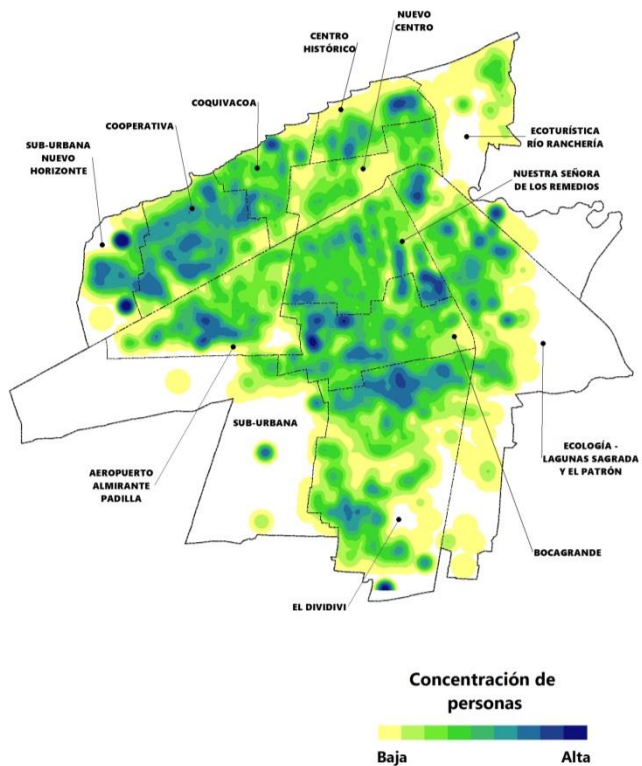 NUEVO
CENTRO
CENTRO
HISTÓRICO
COQUIVACOA
COOPERATIVA
SUB-URBANA
NUEVO
HORIZONTE
ECOTURÍSTICA
RÍO RANCHERÍA
NUESTRA SEÑORA
DE LOS REMEDIOS
SUB-URBANA
AEROPUERTO
ALMIRANTE
PADILLA
ECOLOGÍA -
LAGUNAS SAGRADA
Y EL PATRÓN
BOCAGRANDE
EL DIVIDIVI
Concentración de
personas
Baja Alta